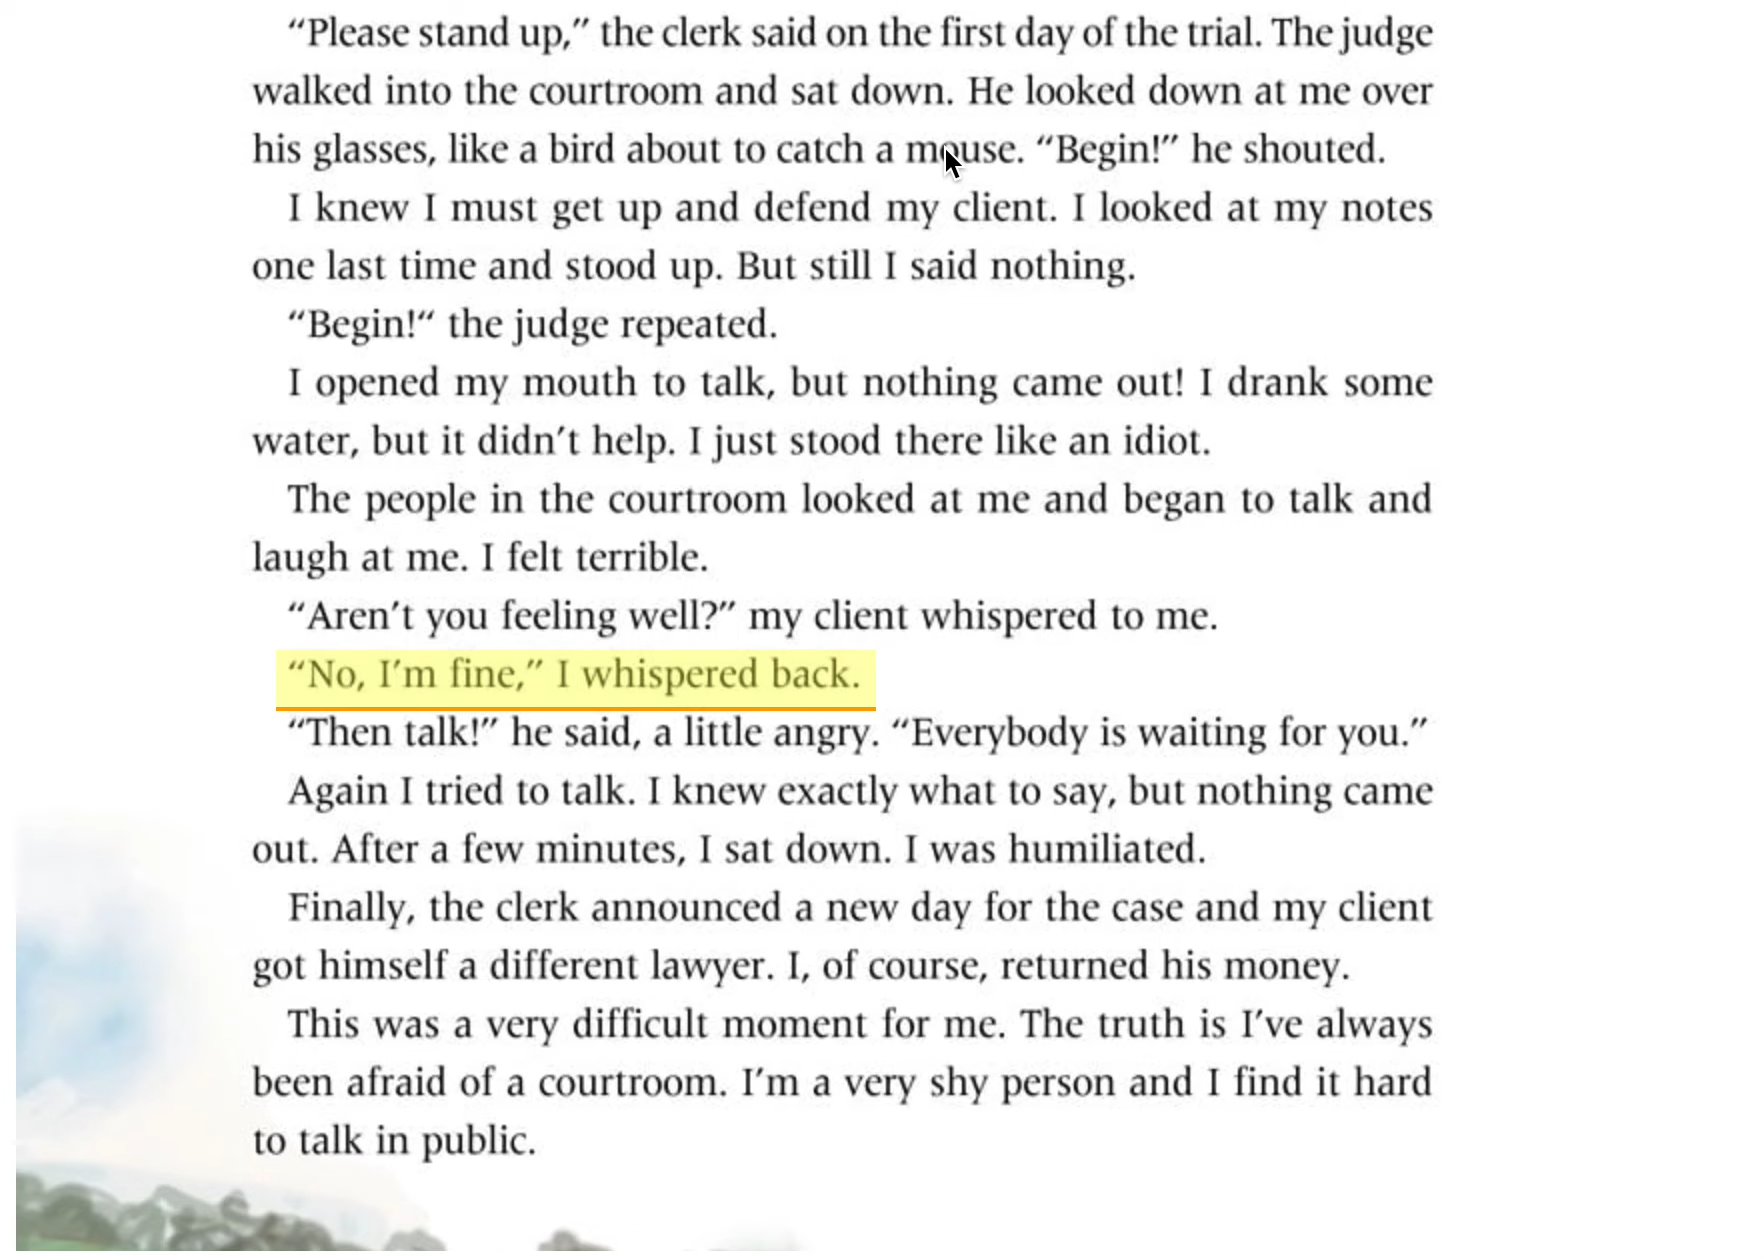 “Please stand up,” the clerk said on the first day of the trial. The judge
walked into the courtroom and sat down. He looked down at me over
his glasses, like a bird about to catch a mouse. “Begin!” he shouted.
I knew I must get up and defend my client. I looked at my notes
one last time and stood up. But still I said nothing.
“Begin!“ the judge repeated.
I opened my mouth to talk, but nothing came out! I drank some
water, but it didn’t help. I just stood there like an idiot.
The people in the courtroom looked at me and began to talk and
laugh at me. I felt terrible.
“Aren’t you feeling well?” my client whispered to me.
“No, I’m fine,” I whispered back.
“Then talk!” he said, a little angry. “Everybody is waiting for you.”
Again I tried to talk. I knew exactly what to say, but nothing came
out. After a few minutes, I sat down. I was humiliated.
Finally, the clerk announced a new day for the case and my client
got himself a different lawyer. I, of course, returned his money.
This was a very difficult moment for me. The truth is I’ve always
been afraid of a courtroom. I’m a very shy person and I find it hard
to talk in public.